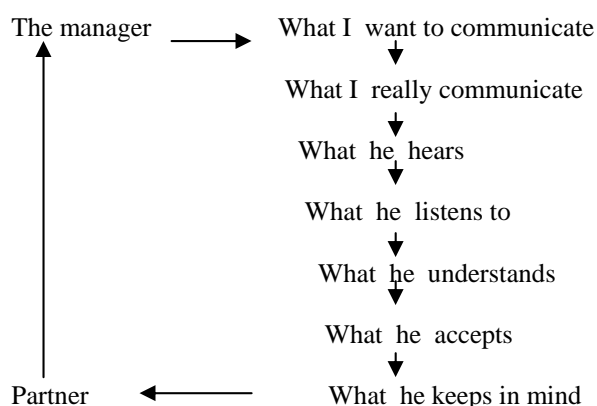 The manager What I want to communicate
What I really communicate
What he hears
What he listens to
What he understands
What he accepts
Partner What he keeps in mind